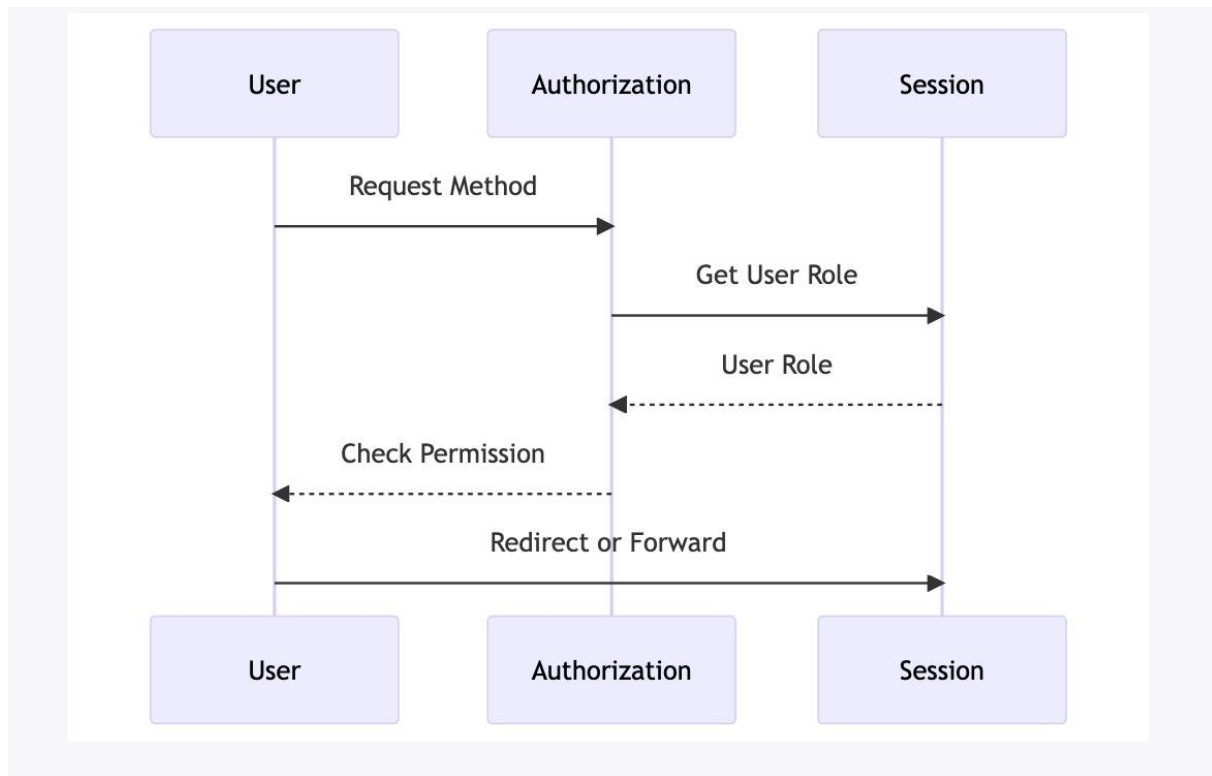 User
Authorization
Session
Request Method
Get User Role
User Role
Check Permission
Redirect or Forward
User
Authorization
Session